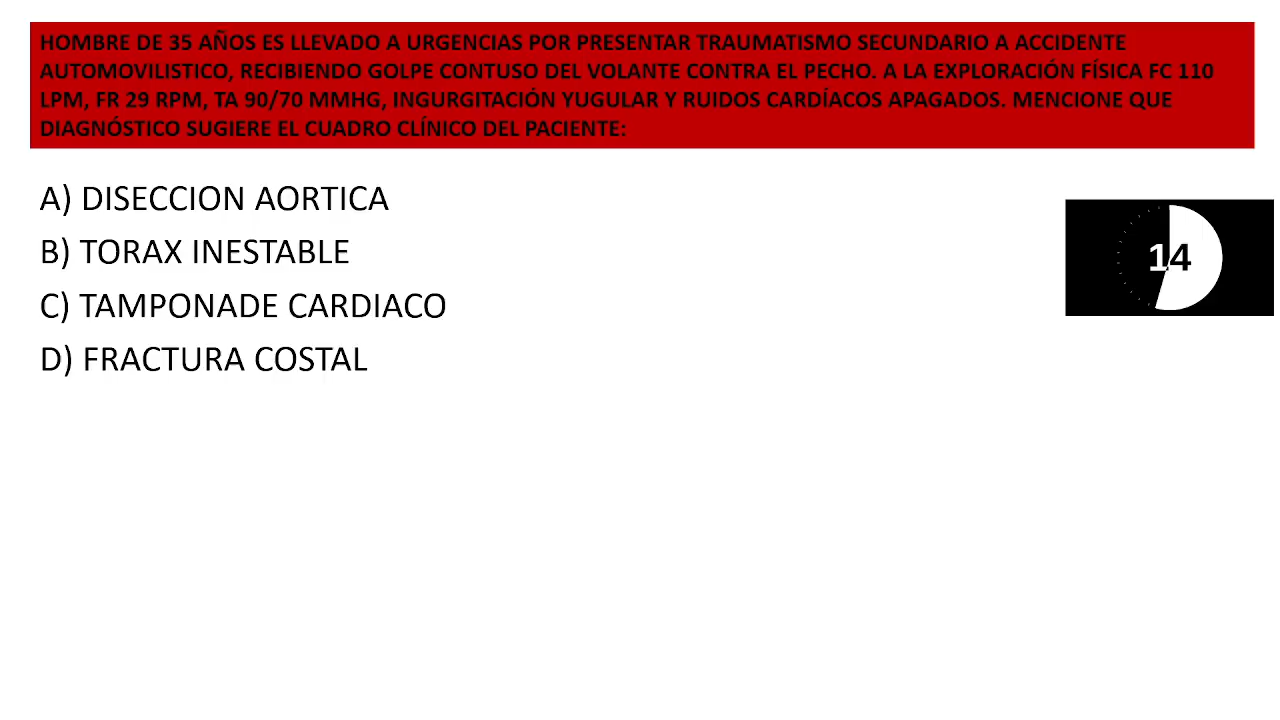 HOMBRE DE 35 AÑOS ES LLEVADO A URGENCIAS POR PRESENTAR TRAUMATISMO SECUNDARIO A ACCIDENTE
AUTOMOVILISTICO, RECIBIENDO GOLPE CONTUSO DEL VOLANTE CONTRA EL PECHO. A LA EXPLORACIÓN FÍSICA FC 110
LPM, FR 29 RPM, TA 90/70 MMHG, INGURGITACIÓN YUGULAR Y RUIDOS CARDÍACOS APAGADOS. MENCIONE QUE
DIAGNÓSTICO SUGIERE EL CUADRO CLÍNICO DEL PACIENTE:
A) DISECCION AORTICA
B) TORAX INESTABLE
C) TAMPONADE CARDIACO
D) FRACTURA COSTAL
14